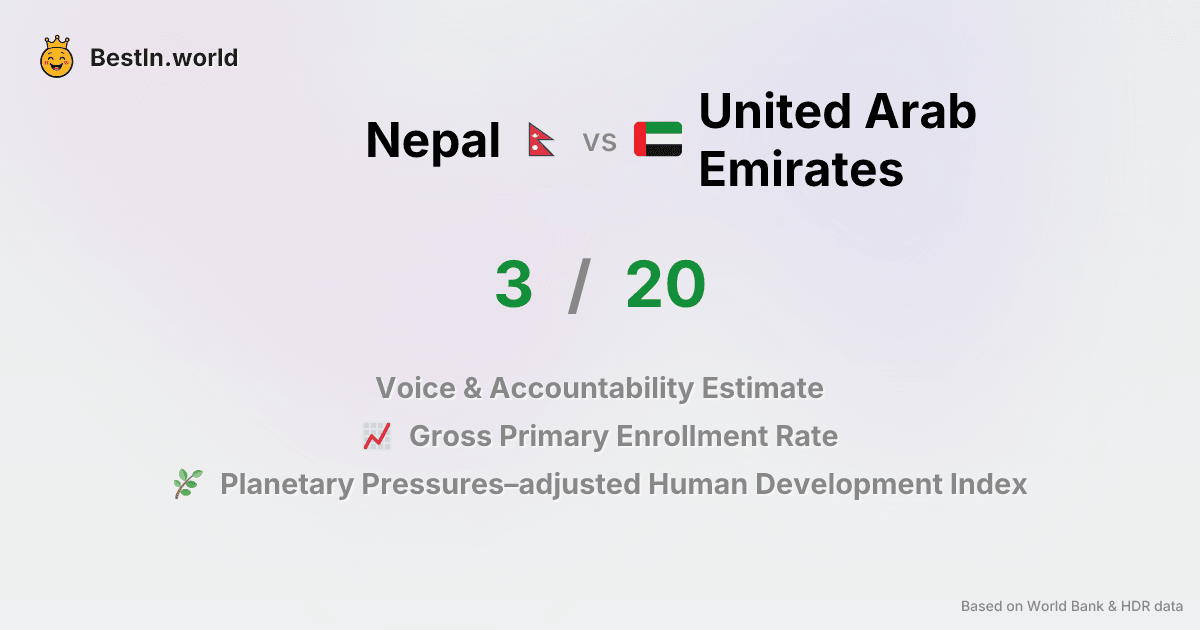 BestIn.world
Nepal vs United Arab
Emirates
3 / 20
Voice & Accountability Estimate
Gross Primary Enrollment Rate
Planetary Pressures–adjusted Human Development Index
Based on World Bank & HDR data